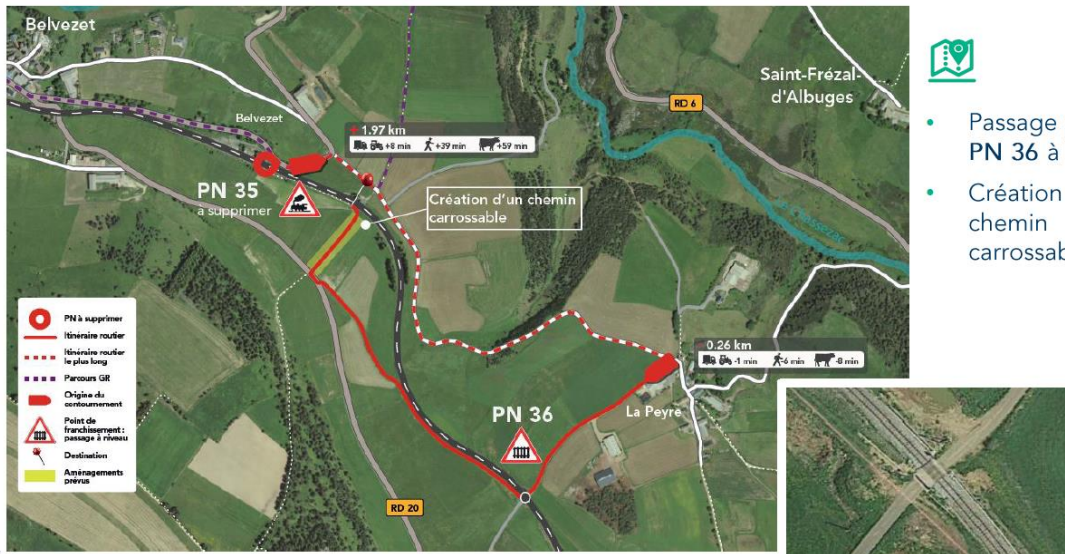 Belvezet
Saint-Frézal-
d'Albuges
RD 6
Belvezet
+ 1.97 km
+8 min
+39 min
+59 min
PN 35
a supprimer
Création d'un chemin
carrossable
Le Chassezac
PN à supprimer
Itinéraire routier
Itinéraire routier
le plus long
Parcours GR
Origine du
contournement
Point de
franchissement :
passage à niveau
Destination
Aménagements
prévus
-0.26 km
-1 min
-6 min
-8 min
La Peyre
PN 36
RD 20
• Passage
PN 36 à
• Création
chemin
carrossab